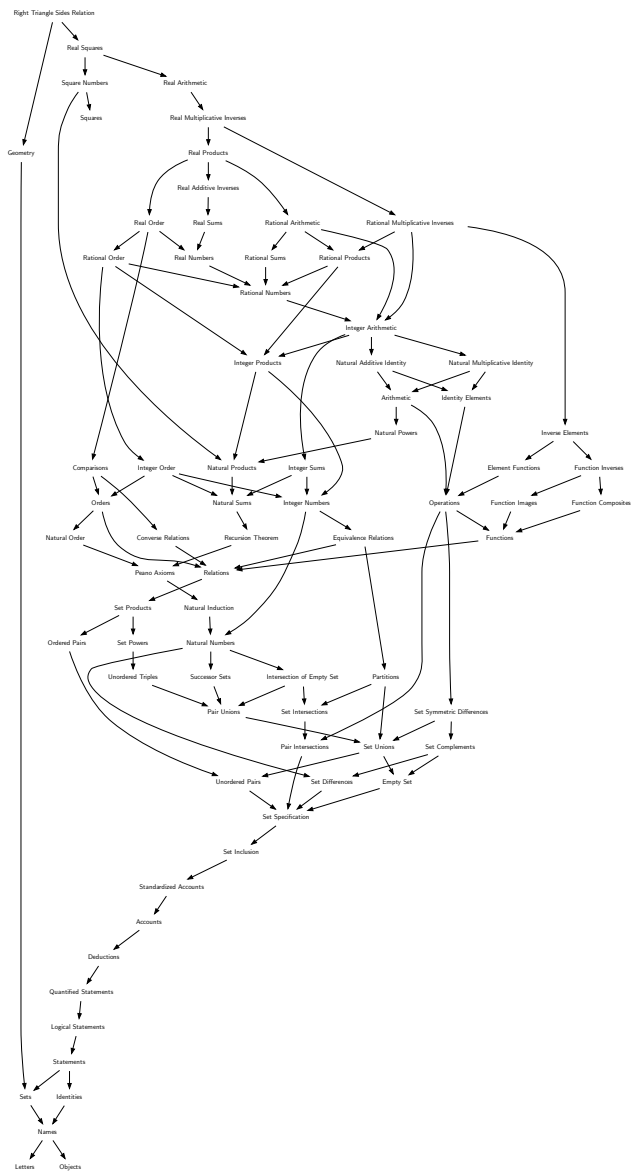 Right Triangle Sides Relation
Real Squares
Square Numbers
Real Arithmetic
Squares
Real Multiplicative Inverses
Geometry
Real Products
Real Additive Inverses
Real Order
Real Sums
Rational Arithmetic
Rational Multiplicative Inverses
Rational Order
Real Numbers
Rational Sums
Rational Products
Rational Numbers
Integer Arithmetic
Integer Products
Natural Additive Identity
Natural Multiplicative Identity
Arithmetic
Identity Elements
Natural Powers
Inverse Elements
Comparisons
Integer Order
Natural Products
Integer Sums
Element Functions
Function Inverses
Orders
Natural Sums
Integer Numbers
Operations
Function Images
Function Composites
Natural Order
Converse Relations
Recursion Theorem
Equivalence Relations
Functions
Peano Axioms
Relations
Set Products
Natural Induction
Ordered Pairs
Set Powers
Natural Numbers
Unordered Triples
Successor Sets
Intersection of Empty Set
Partitions
Pair Unions
Set Intersections
Set Symmetric Differences
Pair Intersections
Set Unions
Set Complements
Unordered Pairs
Set Differences
Empty Set
Set Specification
Set Inclusion
Standardized Accounts
Accounts
Deductions
Quantified Statements
Logical Statements
Statements
Sets
Identities
Names
Letters
Objects